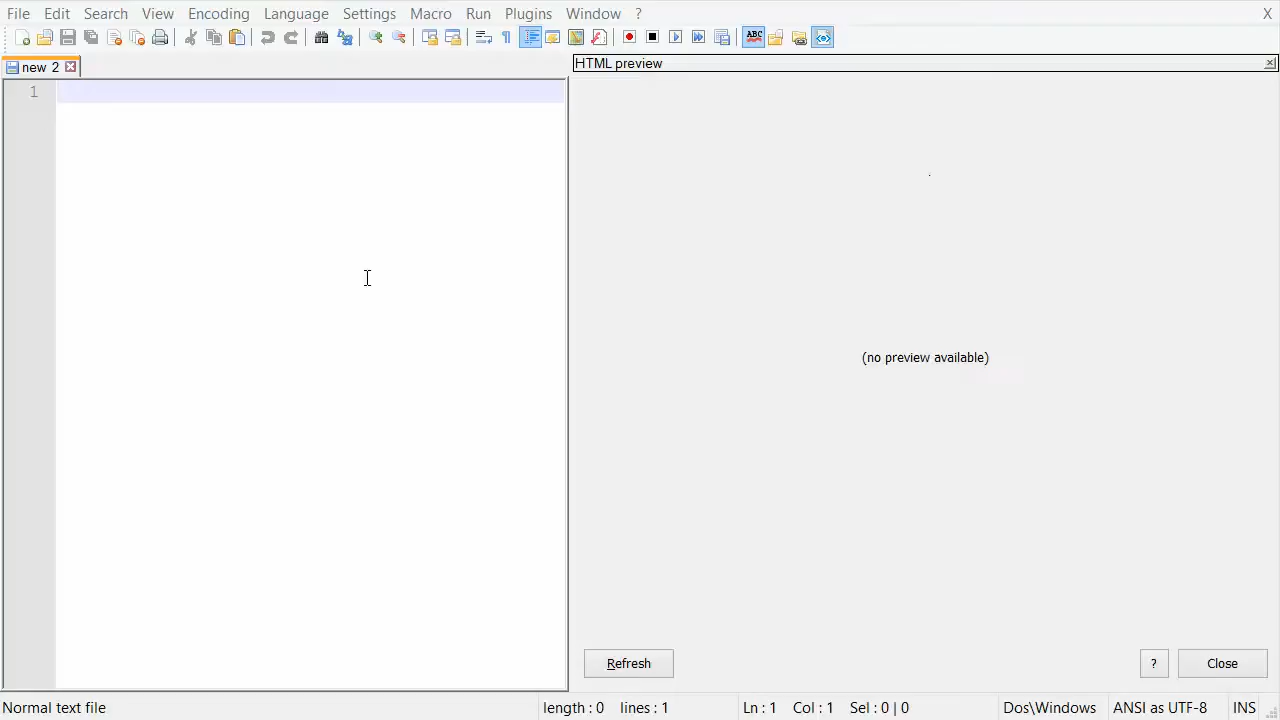 File Edit Search View Encoding Language Settings Macro Run Plugins Window ? X
ABC
new 2
HTML preview
1
(no preview available)
Refresh ? Close
Normal text file length : 0 lines : 1 Ln : 1 Col : 1 Sel : 0 | 0 Dos\Windows ANSI as UTF-8 INS